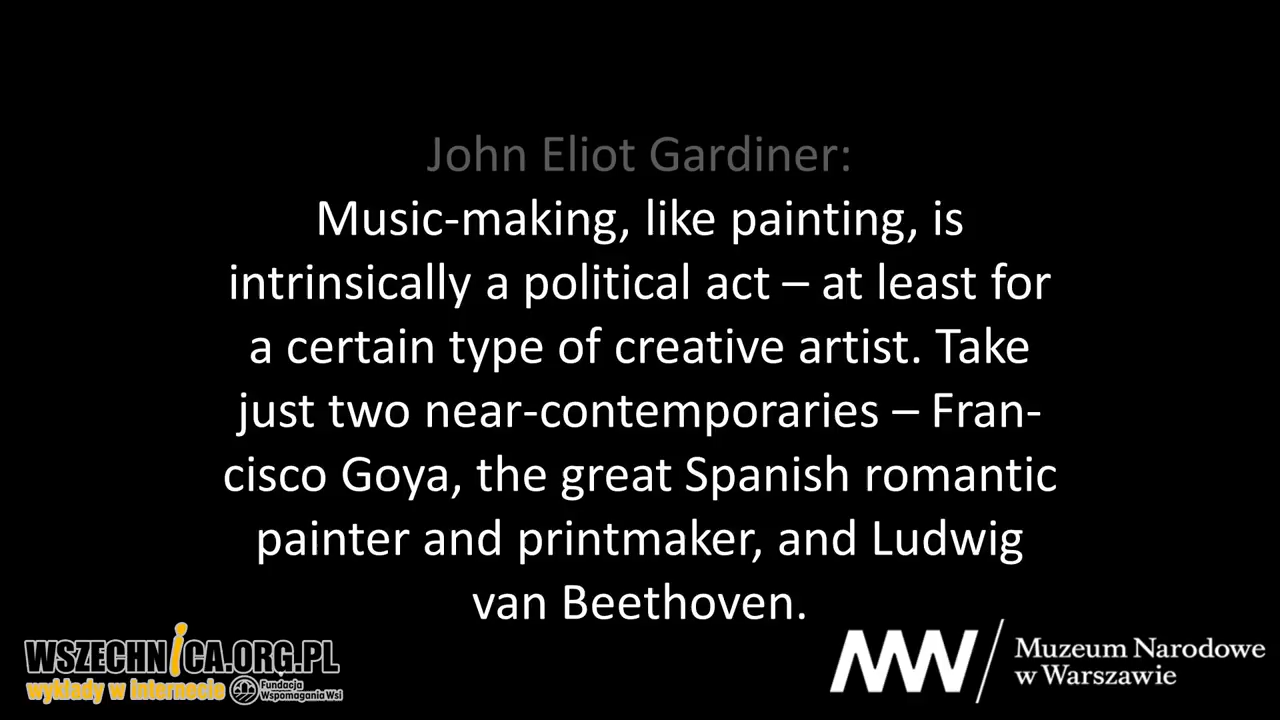 John Eliot Gardiner:
Music-making, like painting, is
intrinsically a political act – at least for
a certain type of creative artist. Take
just two near-contemporaries – Fran-
cisco Goya, the great Spanish romantic
painter and printmaker, and Ludwig
van Beethoven.
WSZECHNICA.ORG.PL
wykłady w internecie
Fundacja
Wspomagania Wsi
MNW
Muzeum Narodowe
w Warszawie